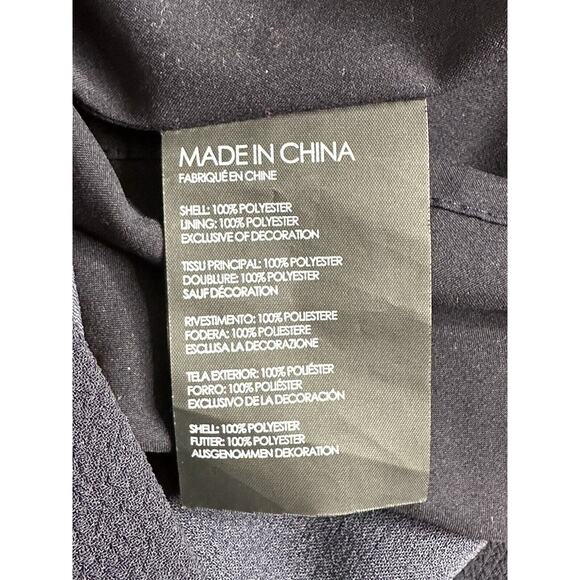 MADE IN CHINA
FABRIQUÉ EN CHINE
SHELL: 100% POLYESTER
LINING: 100% POLYESTER
EXCLUSIVE OF DECORATION
TISSU PRINCIPAL: 100% POLYESTER
DOUBLURE: 100% POLYESTER
SAUF DÉCORATION
RIVESTIMENTO: 100% POLIESTERE
FODERA: 100% POLIESTERE
ESCLUSA LA DECORAZIONE
TELA EXTERIOR: 100% POLIÉSTER
FORRO: 100% POLIÉSTER
EXCLUSIVO DE LA DECORACIÓN
SHELL: 100% POLYESTER
FUTTER: 100% POLYESTER
AUSGENOMMEN DEKORATION